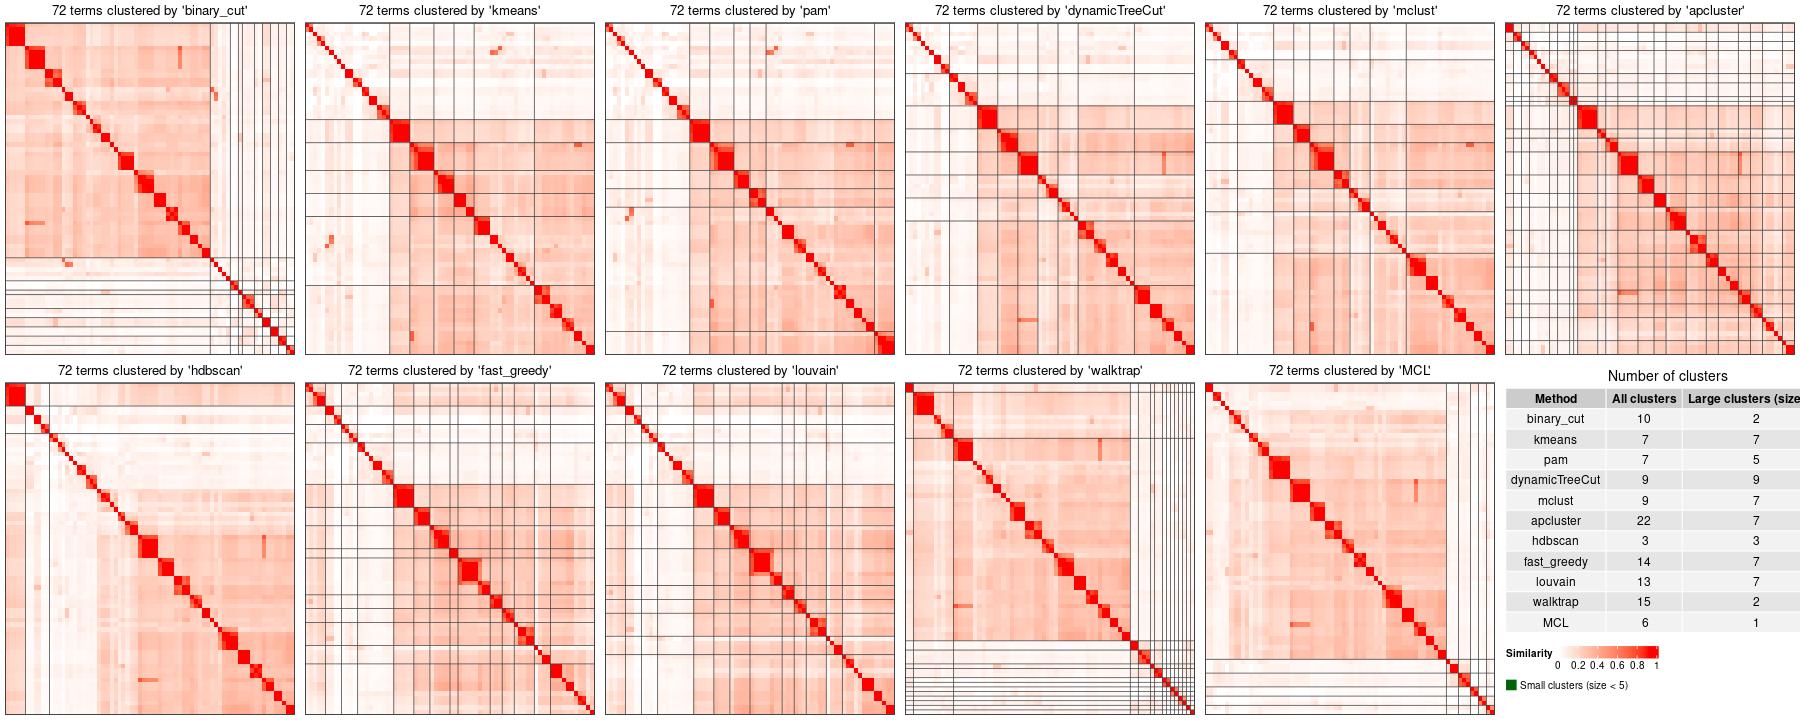 72 terms clustered by 'binary_cut'
72 terms clustered by 'kmeans'
72 terms clustered by 'pam'
72 terms clustered by 'dynamicTreeCut'
72 terms clustered by 'mclust'
72 terms clustered by 'apcluster'
72 terms clustered by 'hdbscan'
72 terms clustered by 'fast_greedy'
72 terms clustered by 'louvain'
72 terms clustered by 'walktrap'
72 terms clustered by 'MCL'
Number of clusters
Method All clusters Large clusters (size
binary_cut 10 2
kmeans 7 7
pam 7 5
dynamicTreeCut 9 9
mclust 9 7
apcluster 22 7
hdbscan 3 3
fast_greedy 14 7
louvain 13 7
walktrap 15 2
MCL 6 1
Similarity
0 0.2 0.4 0.6 0.8 1
Small clusters (size < 5)